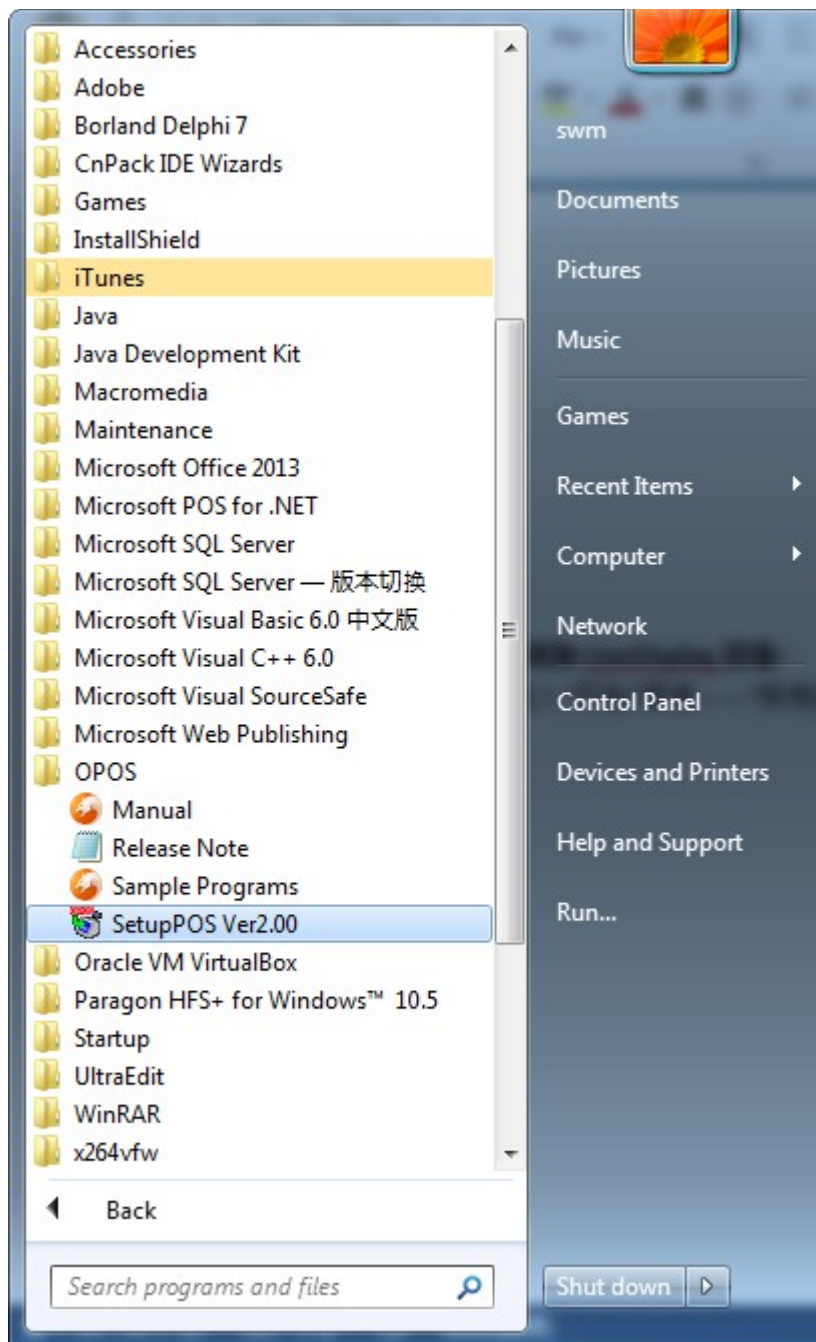 Accessories
Adobe
Borland Delphi 7
CnPack IDE Wizards
Games
InstallShield
iTunes
Java
Java Development Kit
Macromedia
Maintenance
Microsoft Office 2013
Microsoft POS for .NET
Microsoft SQL Server
Microsoft SQL Server — 版本切换
Microsoft Visual Basic 6.0 中文版
Microsoft Visual C++ 6.0
Microsoft Visual SourceSafe
Microsoft Web Publishing
OPOS
Manual
Release Note
Sample Programs
SetupPOS Ver2.00
Oracle VM VirtualBox
Paragon HFS+ for Windows™ 10.5
Startup
UltraEdit
WinRAR
x264vfw
Back
Search programs and files
swm
Documents
Pictures
Music
Games
Recent Items
Computer
Network
Control Panel
Devices and Printers
Help and Support
Run...
Shut down